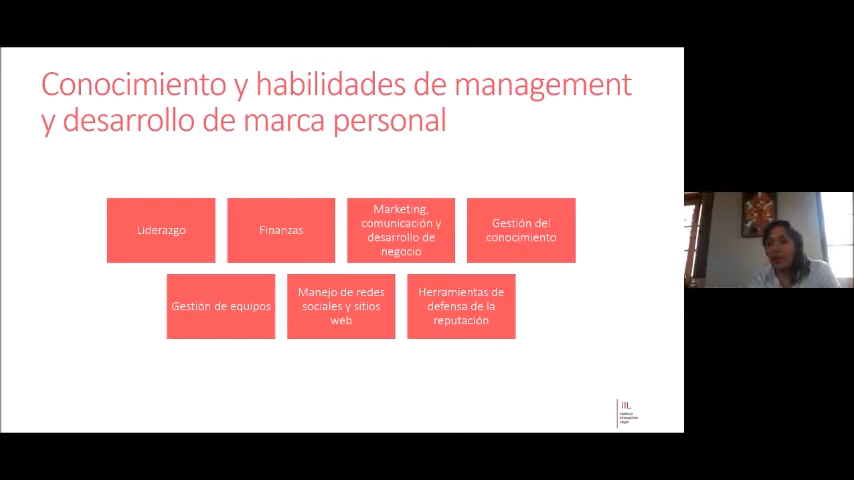 Conocimiento y habilidades de management
y desarrollo de marca personal
Liderazgo
Finanzas
Marketing,
comunicación y
desarrollo de
negocio
Gestión del
conocimiento
Gestión de equipos
Manejo de redes
sociales y sitios
web
Herramientas de
defensa de la
reputación